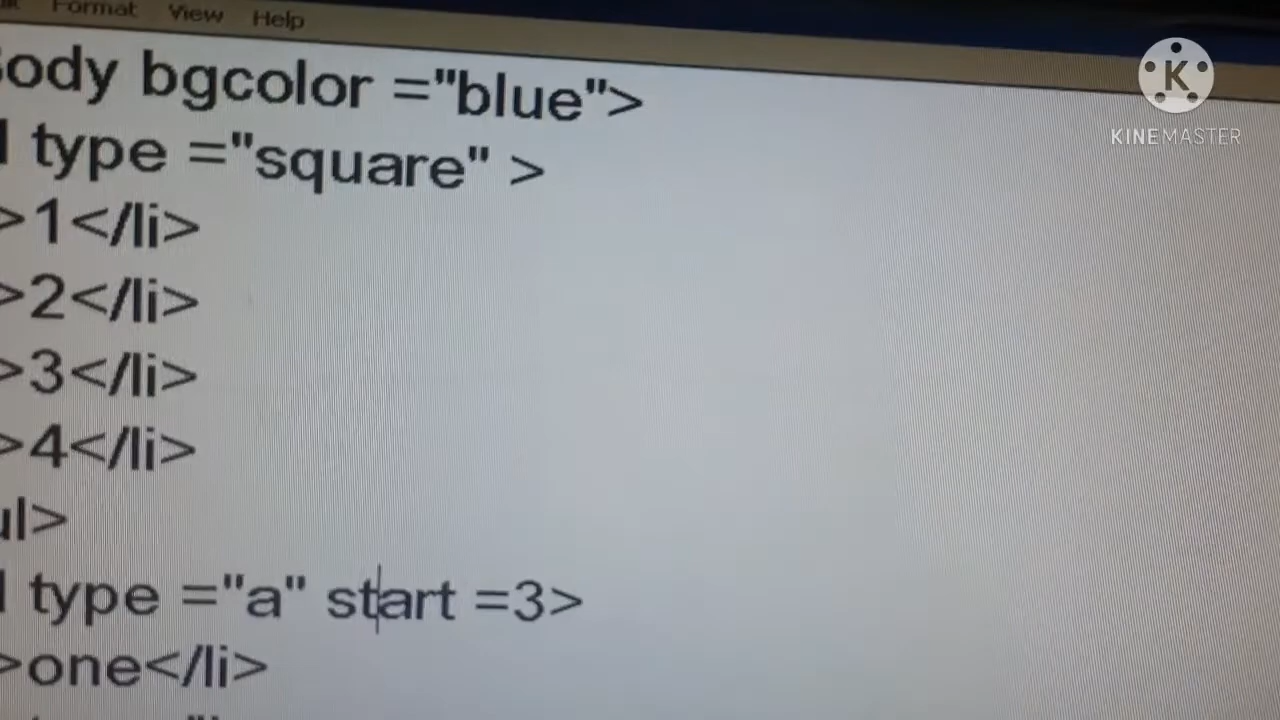 Format View Help
ody bgcolor ="blue">
type ="square" >
>1</li>
>2</li>
>3</li>
>4</li>
ul>
type ="a" start =3>
>one</li>
K
KINEMASTER